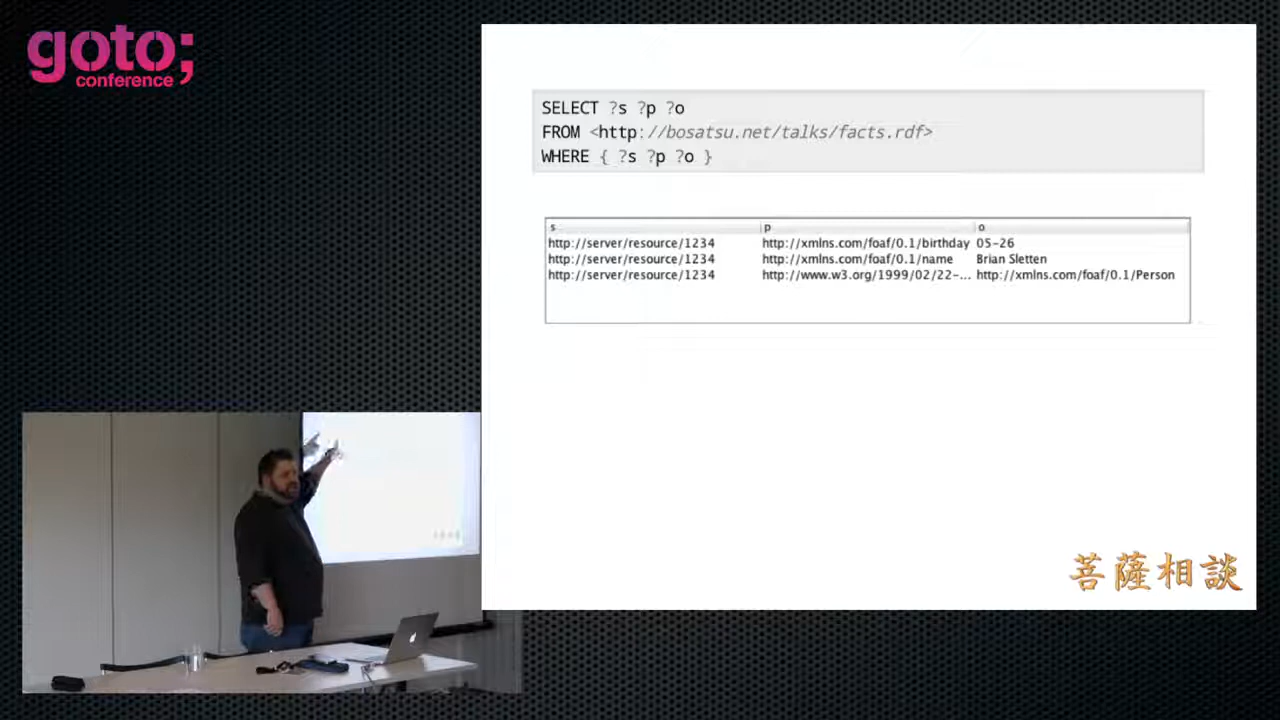 goto;
conference
SELECT ?s ?p ?o
FROM <http://bosatsu.net/talks/facts.rdf>
WHERE { ?s ?p ?o }
s p o
http://server/resource/1234 http://xmlns.com/foaf/0.1/birthday 05-26
http://server/resource/1234 http://xmlns.com/foaf/0.1/name Brian Sletten
http://server/resource/1234 http://www.w3.org/1999/02/22-... http://xmlns.com/foaf/0.1/Person
菩薩相談